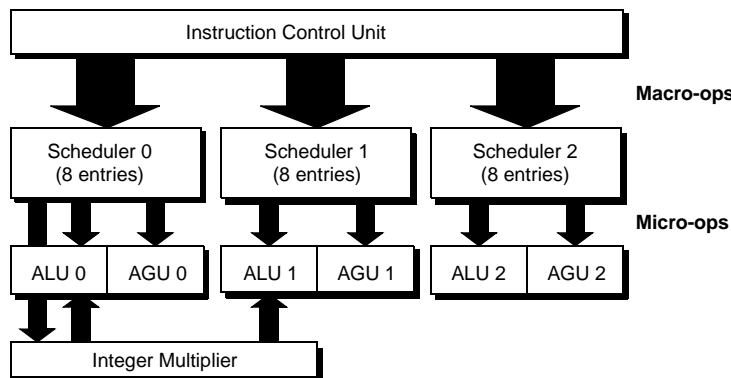 Instruction Control Unit
Macro-ops
Scheduler 0
(8 entries)
Scheduler 1
(8 entries)
Scheduler 2
(8 entries)
Micro-ops
ALU 0
AGU 0
ALU 1
AGU 1
ALU 2
AGU 2
Integer Multiplier